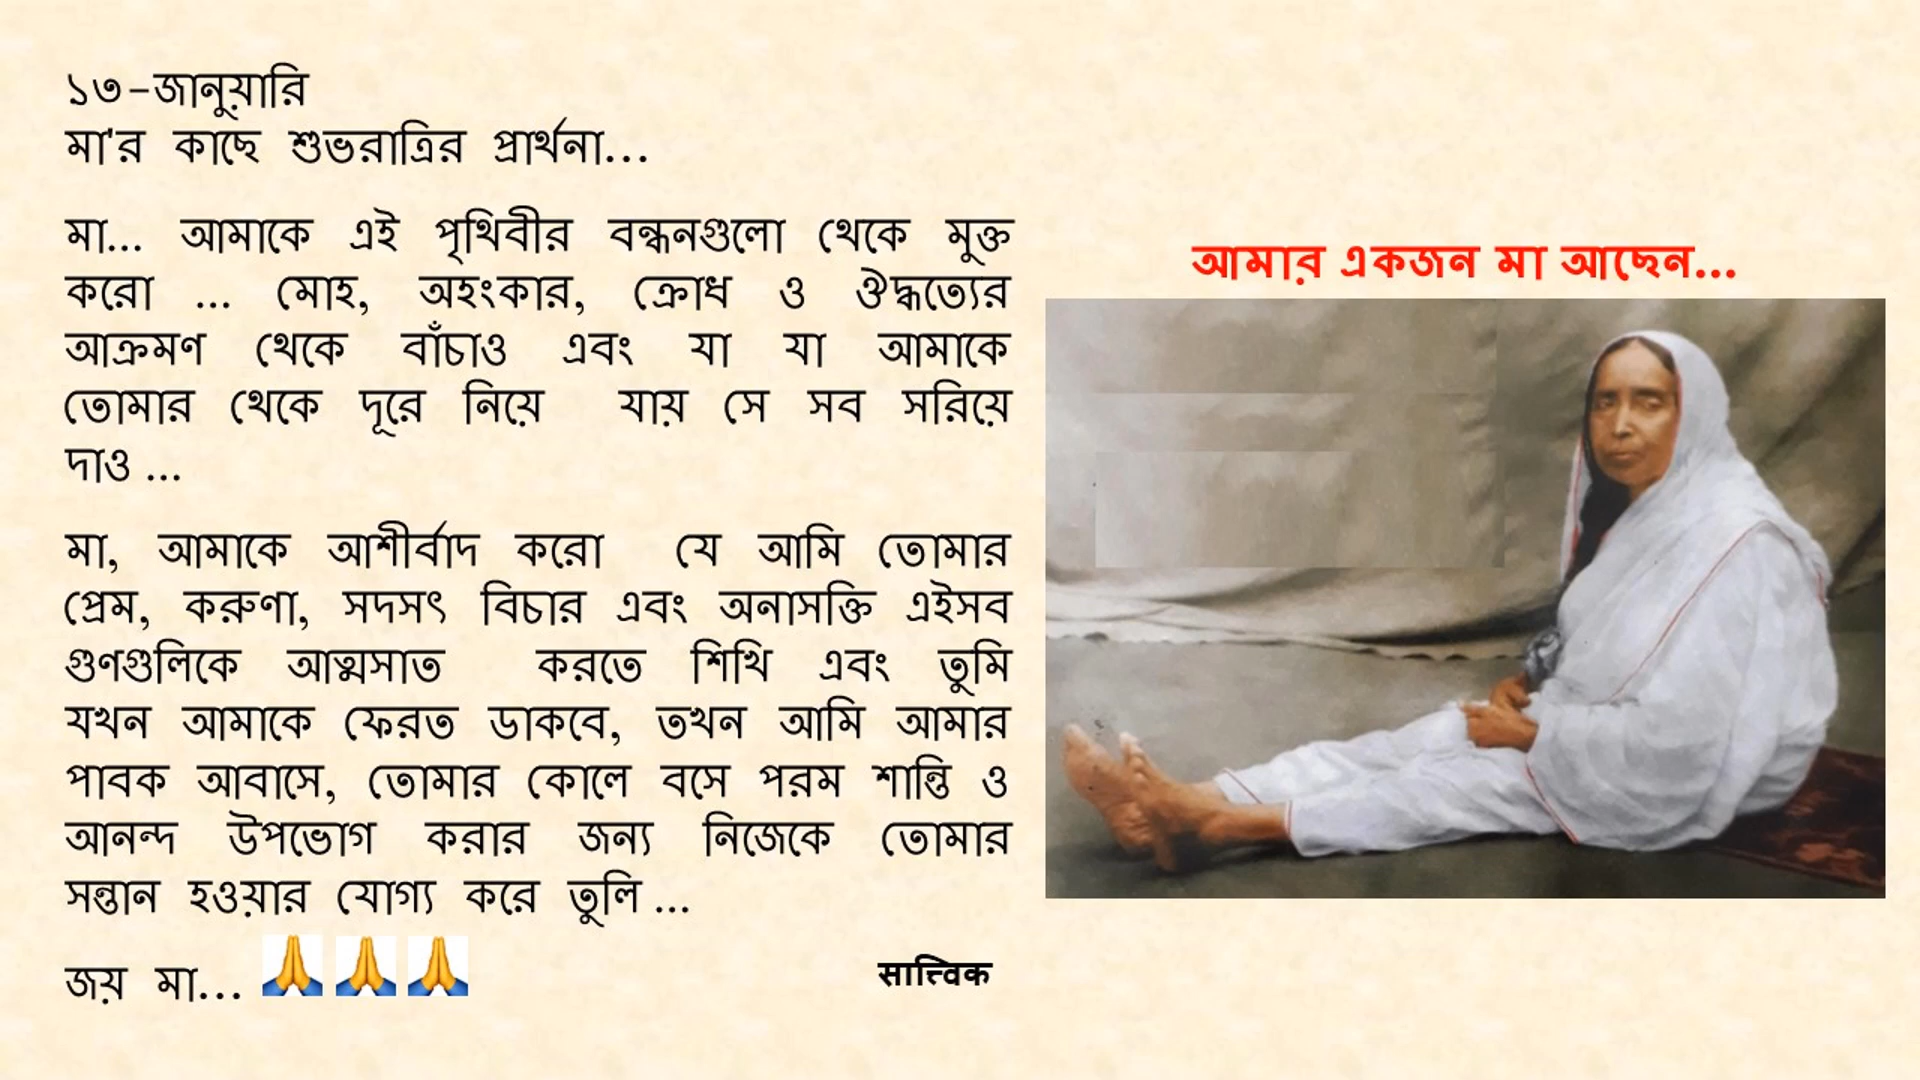 ১৩-জানুয়ারি
মা'র কাছে শুভরাত্রির প্রার্থনা...
মা... আমাকে এই পৃথিবীর বন্ধনগুলো থেকে মুক্ত
করো ... মোহ, অহংকার, ক্রোধ ও ঔদ্ধত্যের
আক্রমণ থেকে বাঁচাও এবং যা যা আমাকে
তোমার থেকে দূরে নিয়ে যায় সে সব সরিয়ে
দাও ...
মা, আমাকে আশীর্বাদ করো যে আমি তোমার
প্রেম, করুণা, সদসৎ বিচার এবং অনাসক্তি এইসব
গুণগুলিকে আত্মসাত করতে শিখি এবং তুমি
যখন আমাকে ফেরত ডাকবে, তখন আমি আমার
পাবক আবাসে, তোমার কোলে বসে পরম শান্তি ও
আনন্দ উপভোগ করার জন্য নিজেকে তোমার
সন্তান হওয়ার যোগ্য করে তুলি ...
জয় মা... 🙏🙏🙏
सात्त्विक
আমার একজন মা আছেন...